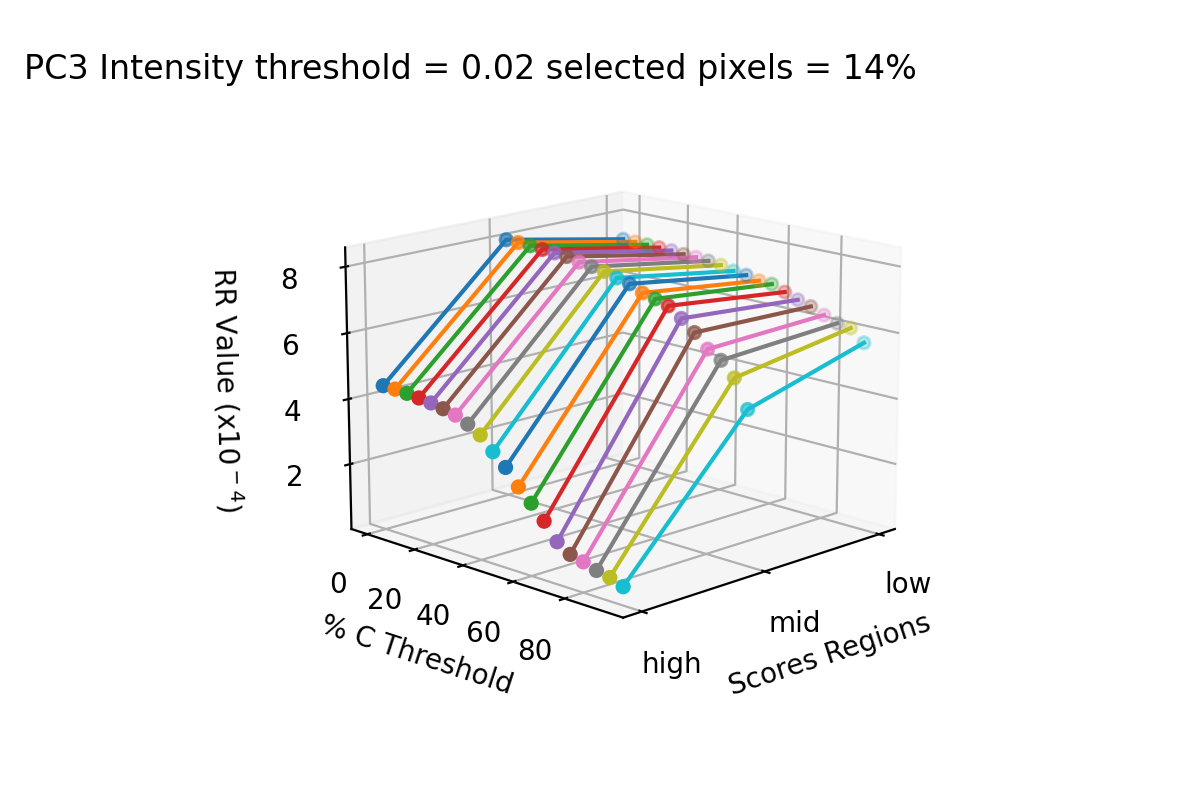 PC3 Intensity threshold = 0.02 selected pixels = 14%
8
6
4
2
RR Value (x10⁻⁴)
0
20
40
60
80
% C Threshold
high
mid
low
Scores Regions